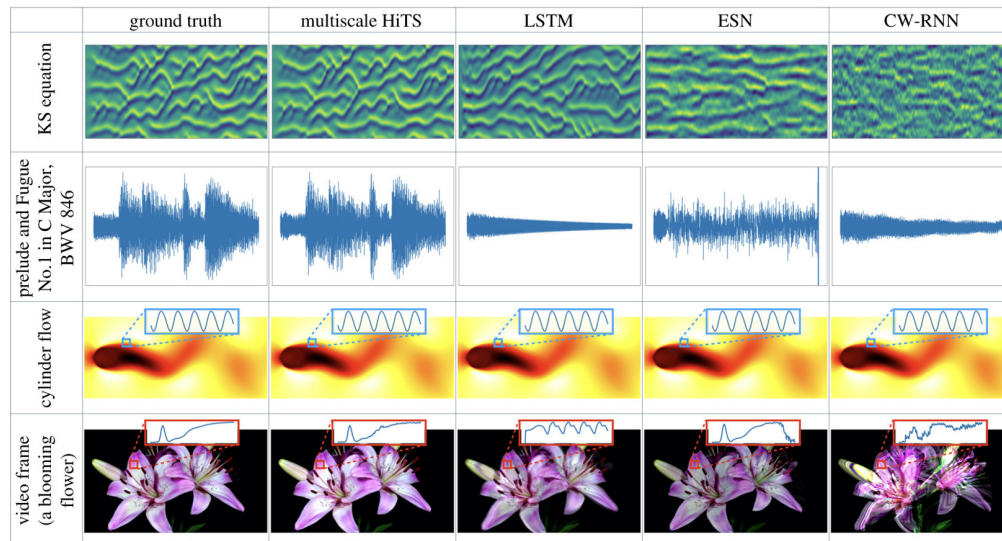 ground truth multiscale HiTS LSTM ESN CW-RNN
KS equation
prelude and Fugue
No.1 in C Major,
BWV 846
cylinder flow
video frame
(a blooming
flower)